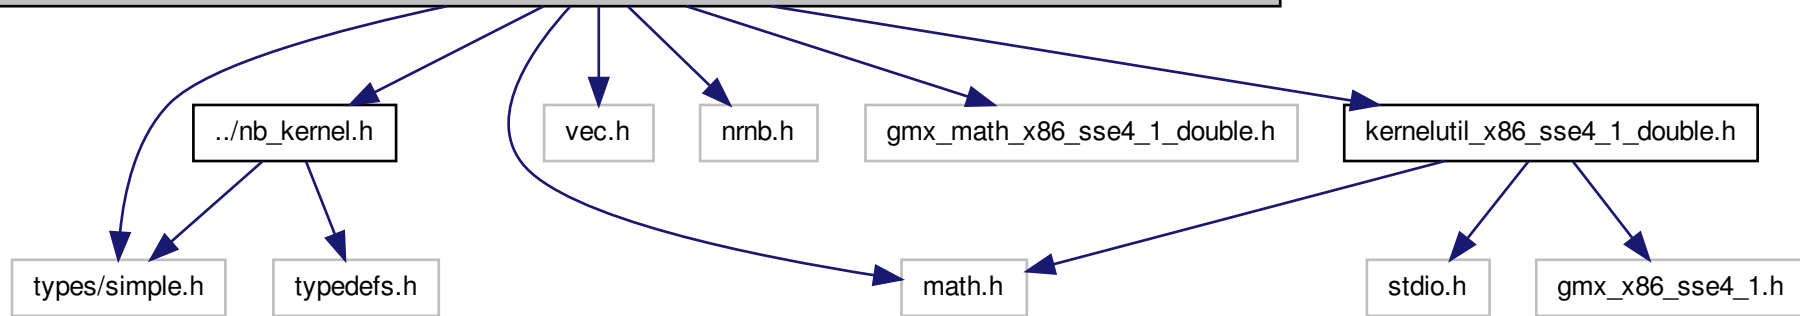 ../nb_kernel.h
vec.h
nrnb.h
gmx_math_x86_sse4_1_double.h
kernelutil_x86_sse4_1_double.h
types/simple.h
typedefs.h
math.h
stdio.h
gmx_x86_sse4_1.h